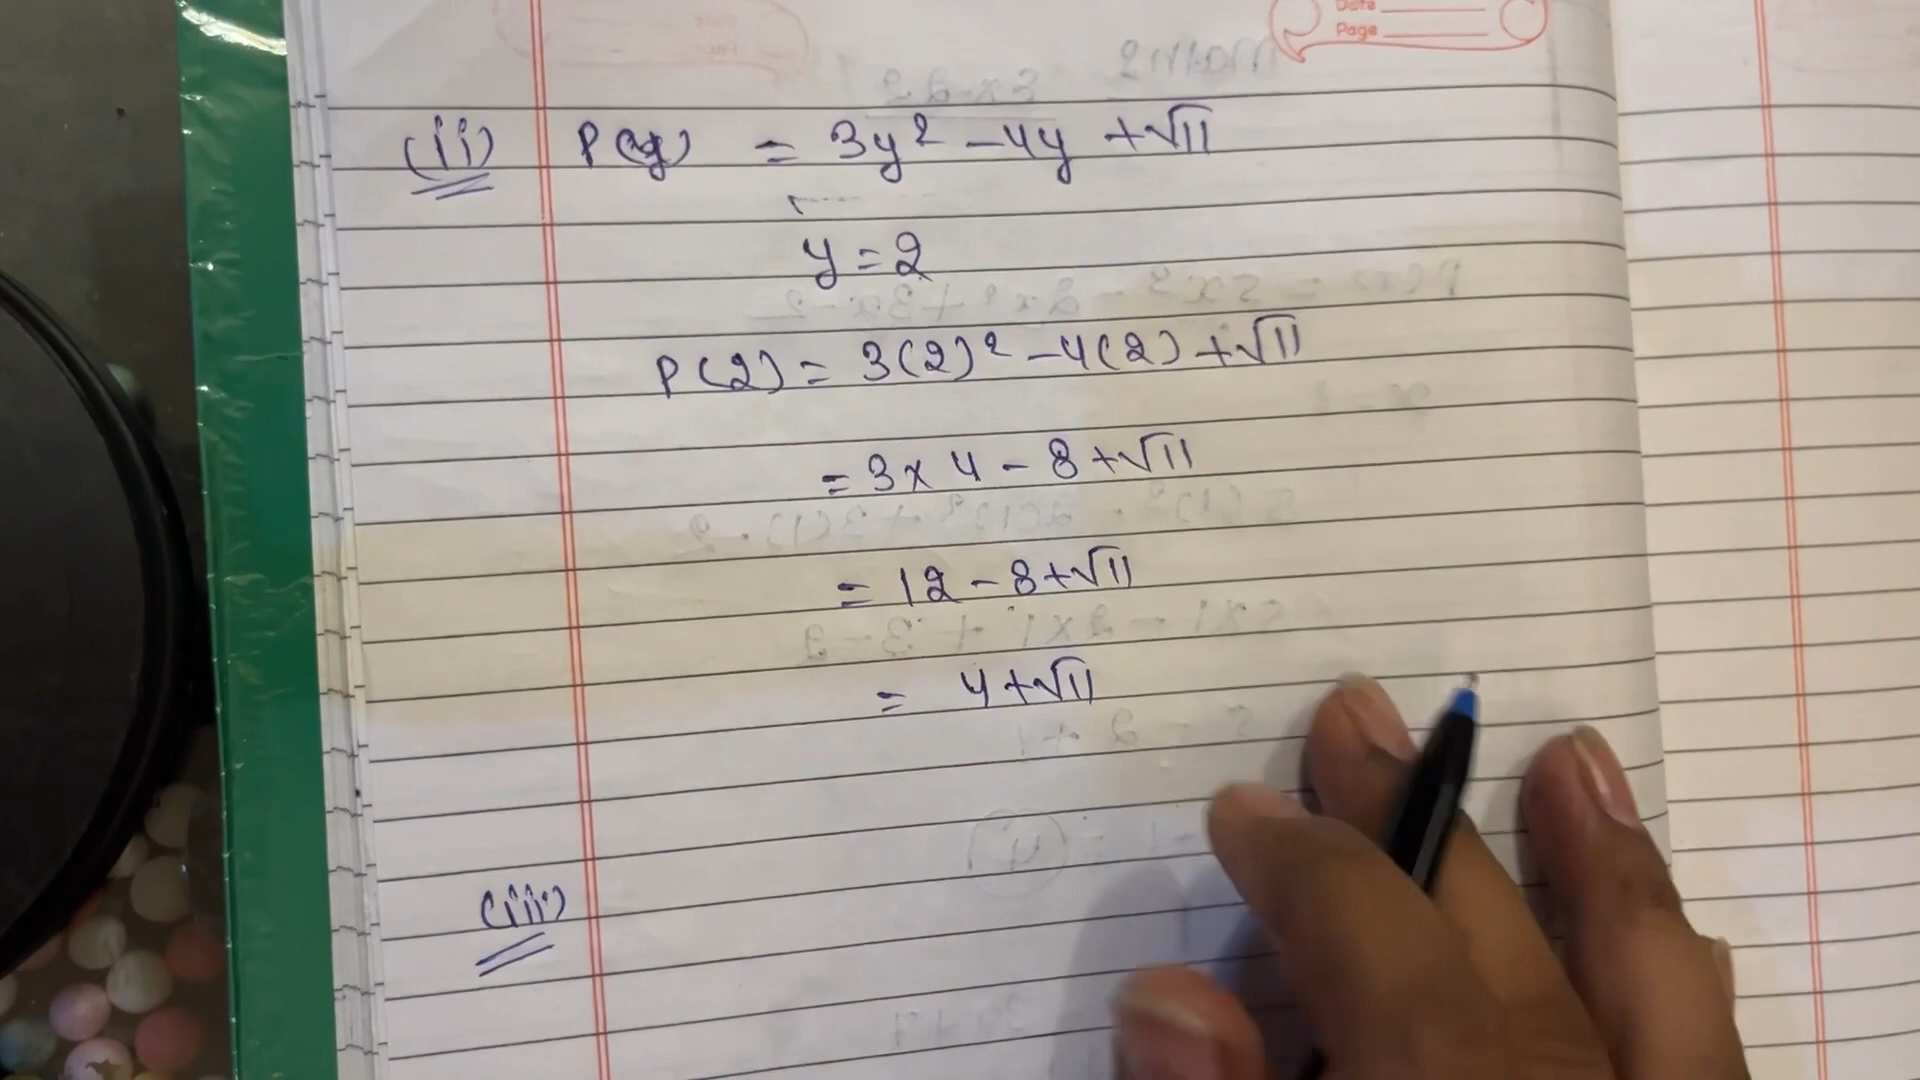 Date
Page
(ii) P(y) = 3y² - 4y + √11
y = 2
P(2) = 3(2)² - 4(2) + √11
= 3 x 4 - 8 + √11
= 12 - 8 + √11
= 4 + √11
(iii)